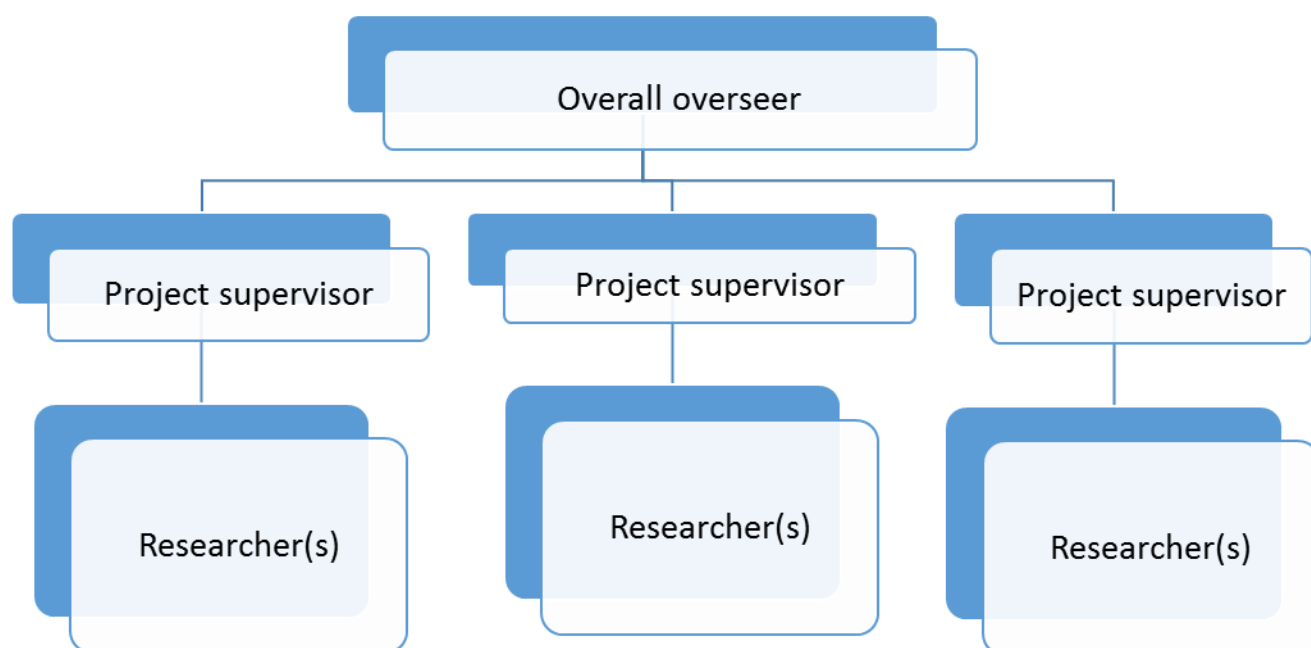 Overall overseer
Project supervisor
Project supervisor
Project supervisor
Researcher(s)
Researcher(s)
Researcher(s)